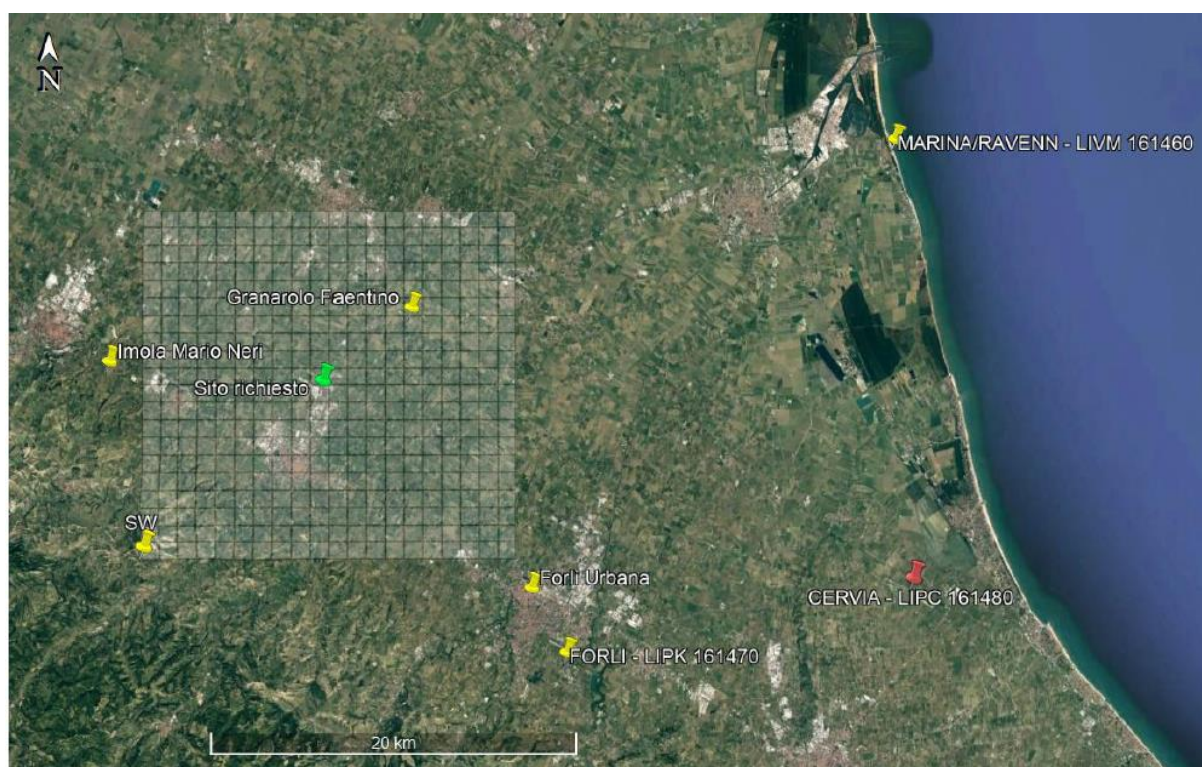 N
MARINA/RAVENN - LIVM 161460
Granarolo Faentino
Imola Mario Neri
Sito richiesto
SW
Forli Urbana
CERVIA - LIPC 161480
FORLI - LIPK 161470
20 km